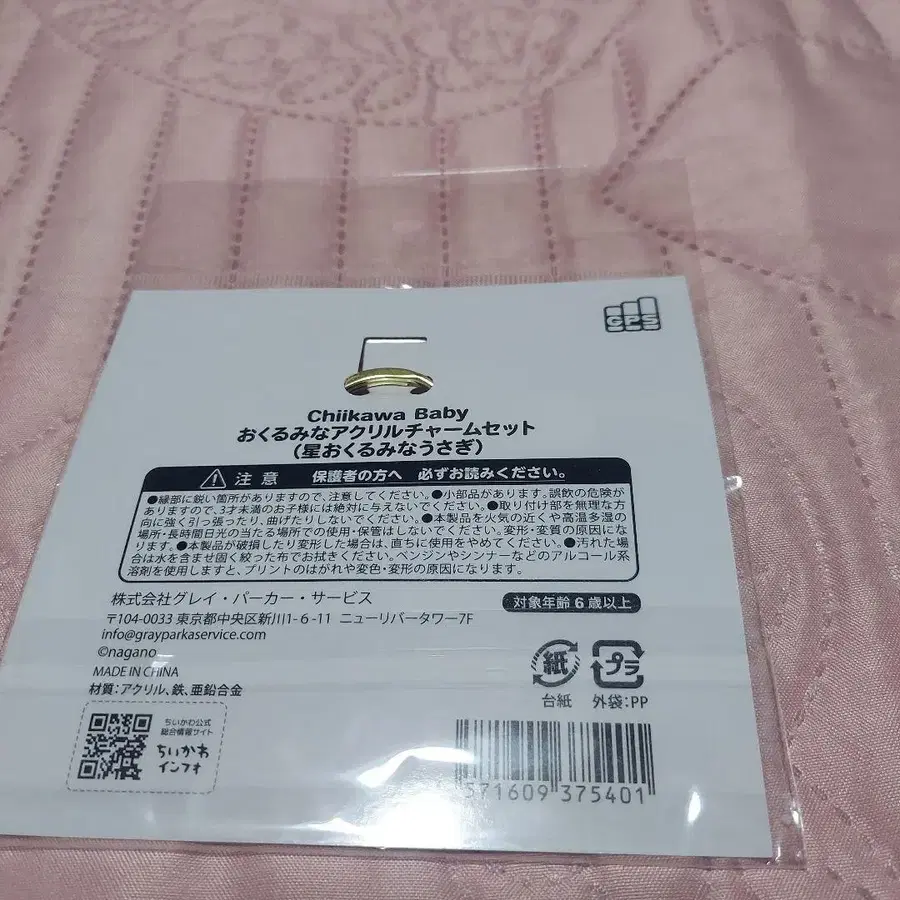 GPS
Chiikawa Baby
おくるみなアクリルチャームセット
（星おくるみなうさぎ）
注意 保護者の方へ 必ずお読みください。
●縁部に鋭い箇所がありますので、注意してください。●小部品があります。誤飲の危険が
ありますので、3才未満のお子様には絶対に与えないでください。●取り付け部を無理な方
向に強く引っ張ったり、曲げたりしないでください。●本製品を火気の近くや高温多湿の
場所・長時間日光の当たる場所での使用・保管はしないでください。変形・変質の原因にな
ります。●本製品が破損したり変形した場合は、直ちに使用をやめてください。●汚れた場
合は水を含ませ固く絞った布でお拭きください。ベンジンやシンナーなどのアルコール系
溶剤を使用しますと、プリントのはがれや変色・変形の原因になります。
株式会社グレイ・パーカー・サービス
対象年齢6歳以上
〒104-0033 東京都中央区新川1-6-11 ニューリバータワー7F
info@grayparkaservice.com
©nagano
MADE IN CHINA
材質：アクリル、鉄、亜鉛合金
紙
プラ
台紙 外袋：PP
ちいかわ公式
総合情報サイト
ちいかわ
インフォ
571609 375401